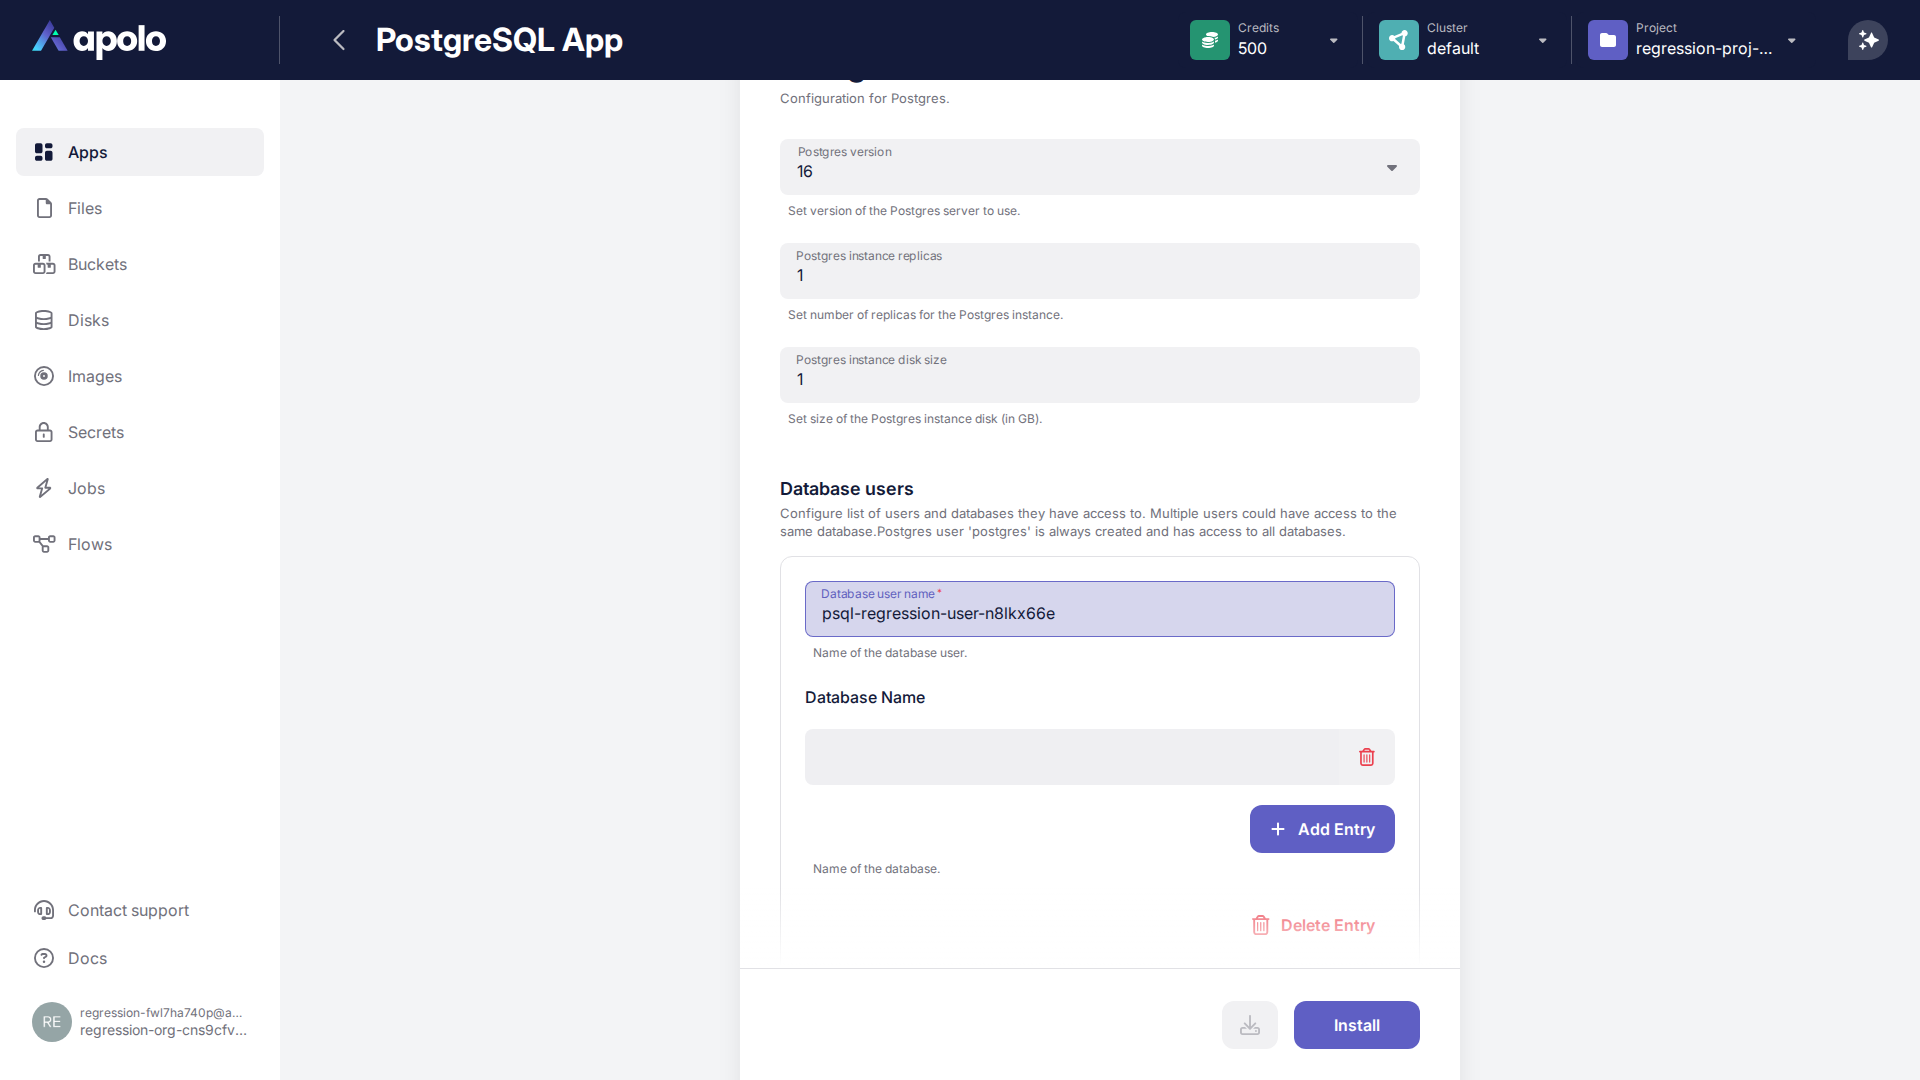 apolo
PostgreSQL App
Credits
500
Cluster
default
Project
regression-proj-...
Apps
Files
Buckets
Disks
Images
Secrets
Jobs
Flows
Contact support
Docs
RE
regression-fwl7ha740p@a...
regression-org-cns9cfv...
Configuration for Postgres.
Postgres version
16
Set version of the Postgres server to use.
Postgres instance replicas
1
Set number of replicas for the Postgres instance.
Postgres instance disk size
1
Set size of the Postgres instance disk (in GB).
Database users
Configure list of users and databases they have access to. Multiple users could have access to the
same database.Postgres user 'postgres' is always created and has access to all databases.
Database user name *
psql-regression-user-n8lkx66e
Name of the database user.
Database Name
Add Entry
Name of the database.
Delete Entry
Install